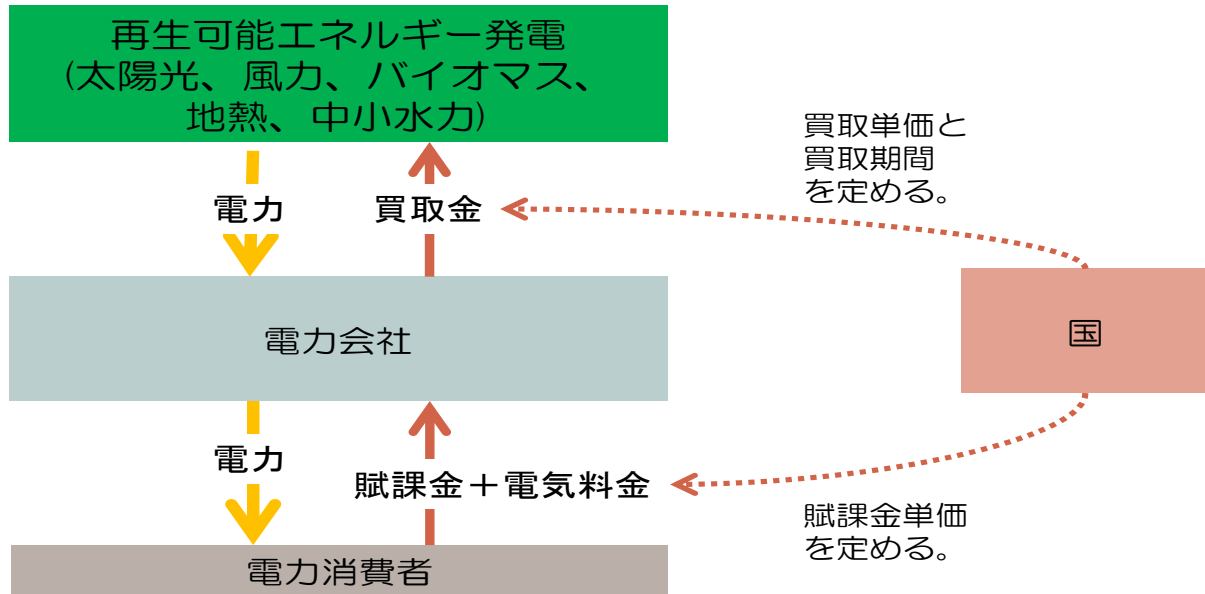 再生可能エネルギー発電
(太陽光、風力、バイオマス、
地熱、中小水力)
買取単価と
買取期間
を定める。
電力
買取金
電力会社
国
電力
賦課金＋電気料金
賦課金単価
を定める。
電力消費者